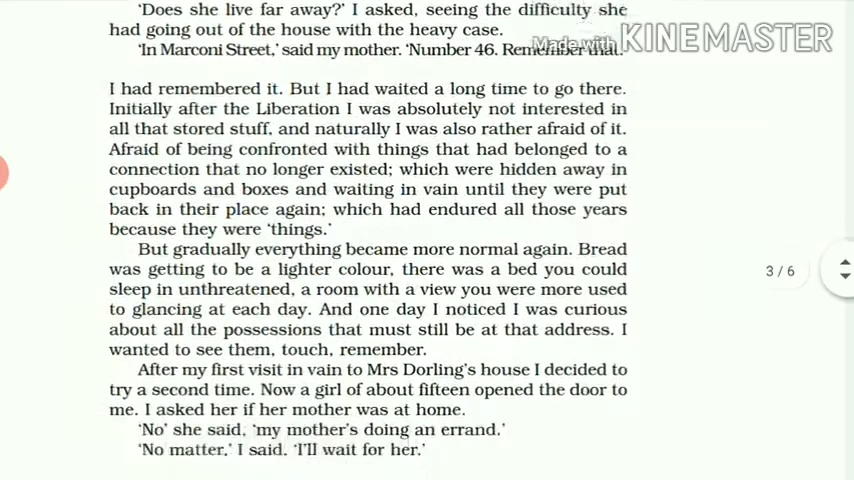 ‘Does she live far away?’ I asked, seeing the difficulty she
had going out of the house with the heavy case.
‘In Marconi Street,’ said my mother. ‘Number 46. Remember that.’
Made with KINEMASTER
I had remembered it. But I had waited a long time to go there.
Initially after the Liberation I was absolutely not interested in
all that stored stuff, and naturally I was also rather afraid of it.
Afraid of being confronted with things that had belonged to a
connection that no longer existed; which were hidden away in
cupboards and boxes and waiting in vain until they were put
back in their place again; which had endured all those years
because they were ‘things.’
But gradually everything became more normal again. Bread
was getting to be a lighter colour, there was a bed you could
sleep in unthreatened, a room with a view you were more used
to glancing at each day. And one day I noticed I was curious
about all the possessions that must still be at that address. I
wanted to see them, touch, remember.
After my first visit in vain to Mrs Dorling’s house I decided to
try a second time. Now a girl of about fifteen opened the door to
me. I asked her if her mother was at home.
‘No’ she said, ‘my mother’s doing an errand.’
‘No matter,’ I said. ‘I’ll wait for her.’
3 / 6